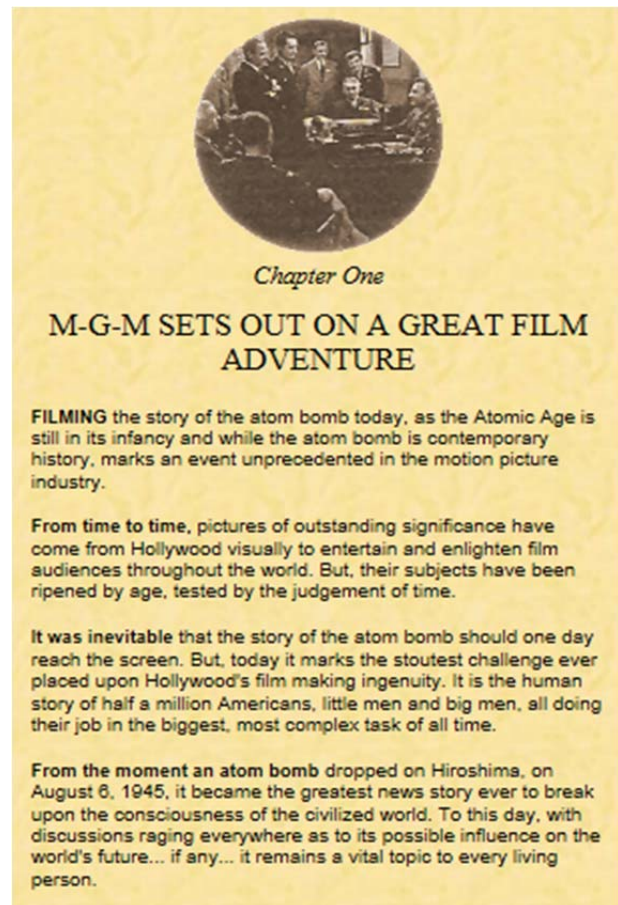 Chapter One
M-G-M SETS OUT ON A GREAT FILM
ADVENTURE
FILMING the story of the atom bomb today, as the Atomic Age is
still in its infancy and while the atom bomb is contemporary
history, marks an event unprecedented in the motion picture
industry.
From time to time, pictures of outstanding significance have
come from Hollywood visually to entertain and enlighten film
audiences throughout the world. But, their subjects have been
ripened by age, tested by the judgement of time.
It was inevitable that the story of the atom bomb should one day
reach the screen. But, today it marks the stoutest challenge ever
placed upon Hollywood's film making ingenuity. It is the human
story of half a million Americans, little men and big men, all doing
their job in the biggest, most complex task of all time.
From the moment an atom bomb dropped on Hiroshima, on
August 6, 1945, it became the greatest news story ever to break
upon the consciousness of the civilized world. To this day, with
discussions raging everywhere as to its possible influence on the
world's future... if any... it remains a vital topic to every living
person.